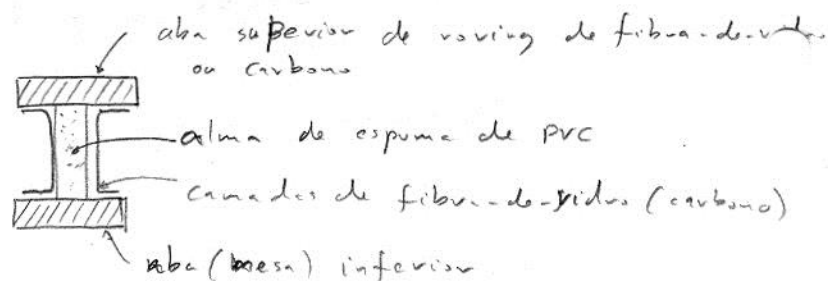 aba superior de roving de fibra-de-vidro
ou carbono
alma de espuma de PVC
camadas de fibra-de-vidro (carbono)
aba (mesa) inferior